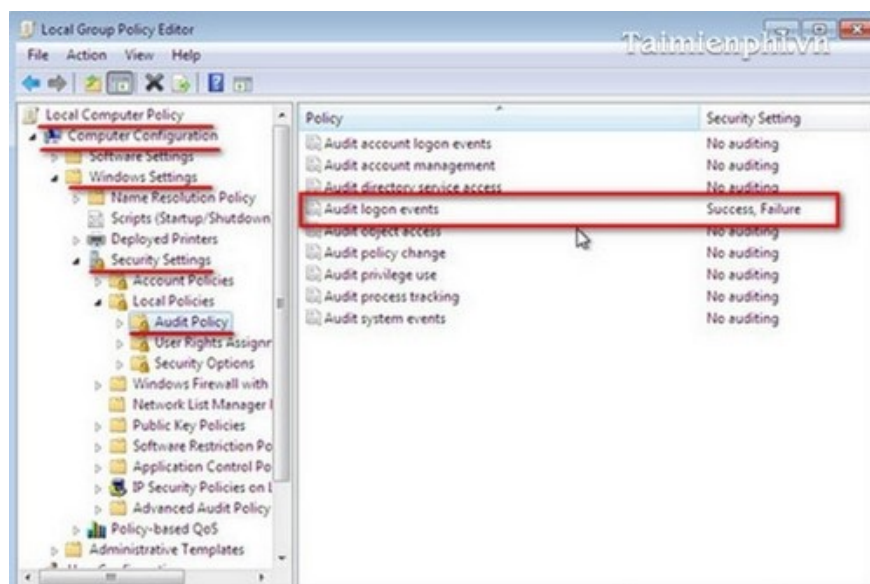 Local Group Policy Editor
Taimienphi.vn
File Action View Help
Local Computer Policy
Computer Configuration
Software Settings
Windows Settings
Name Resolution Policy
Scripts (Startup/Shutdown
Deployed Printers
Security Settings
Account Policies
Local Policies
Audit Policy
User Rights Assignr
Security Options
Windows Firewall with
Network List Manager
Public Key Policies
Software Restriction Po
Application Control Po
IP Security Policies on L
Advanced Audit Policy
Policy-based QoS
Administrative Templates
Policy Security Setting
Audit account logon events No auditing
Audit account management No auditing
Audit directory service access No auditing
Audit logon events Success, Failure
Audit object access No auditing
Audit policy change No auditing
Audit privilege use No auditing
Audit process tracking No auditing
Audit system events No auditing